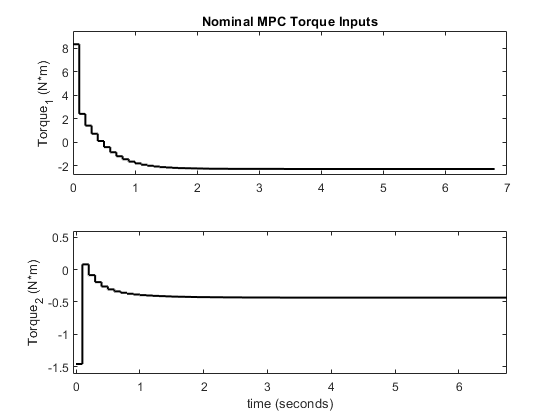 Nominal MPC Torque Inputs
Torque1 (N*m)
8
6
4
2
0
-2
0 1 2 3 4 5 6 7
Torque2 (N*m)
0.5
0
-0.5
-1
-1.5
0 1 2 3 4 5 6
time (seconds)